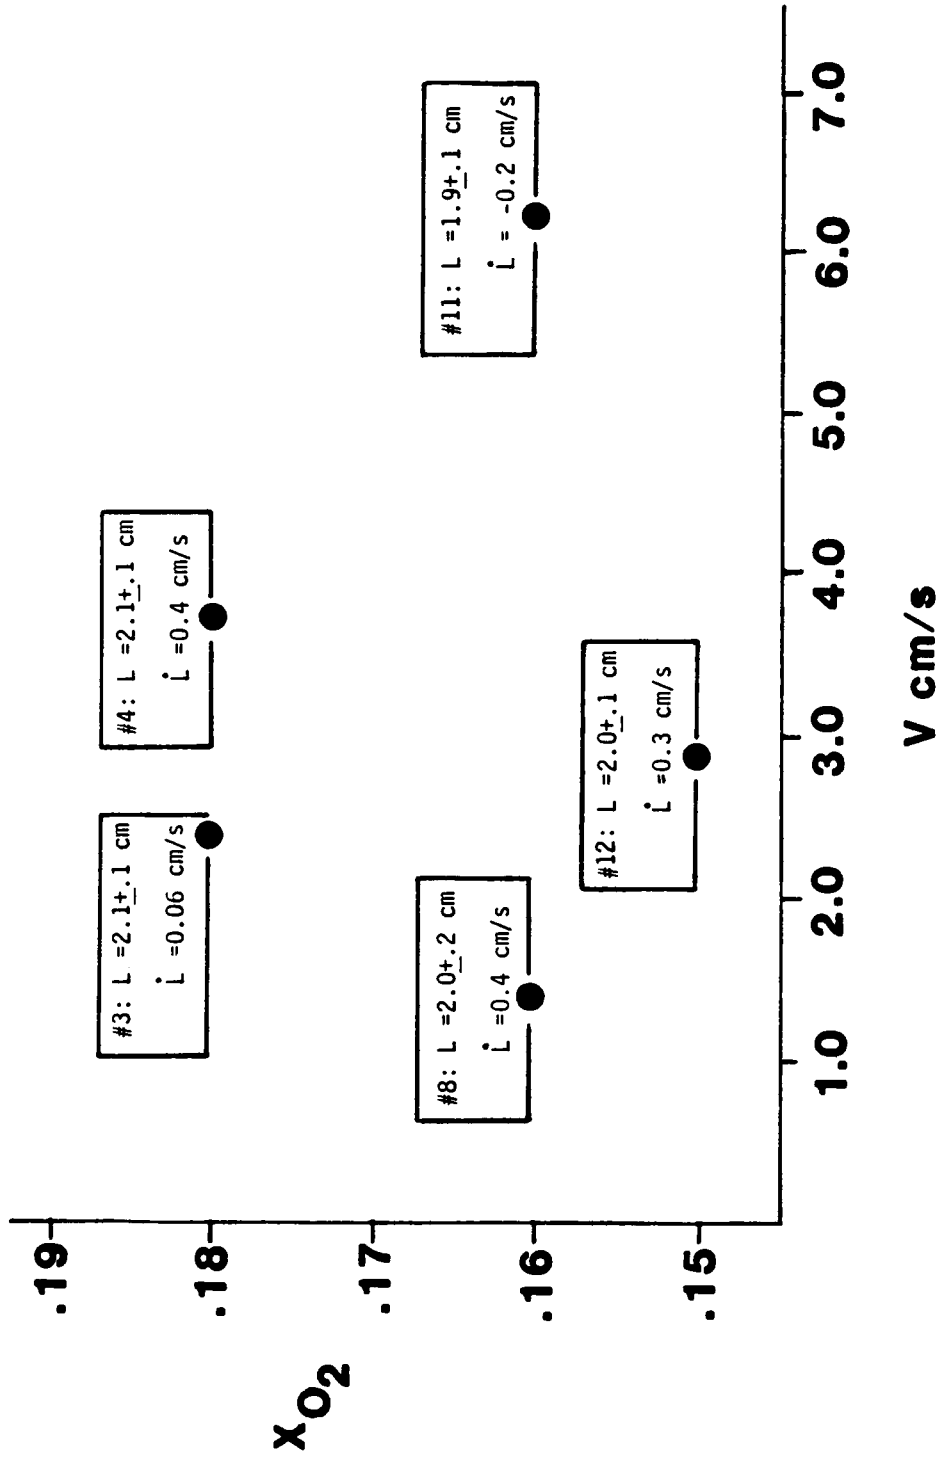 .19
.18
.17
.16
.15
XO2
#3: L =2.1±.1 cm
L̇ =0.06 cm/s
#4: L =2.1±.1 cm
L̇ =0.4 cm/s
#8: L =2.0±.2 cm
L̇ =0.4 cm/s
#11: L =1.9±.1 cm
L̇ = -0.2 cm/s
#12: L =2.0±.1 cm
L̇ =0.3 cm/s
1.0 2.0 3.0 4.0 5.0 6.0 7.0
V cm/s